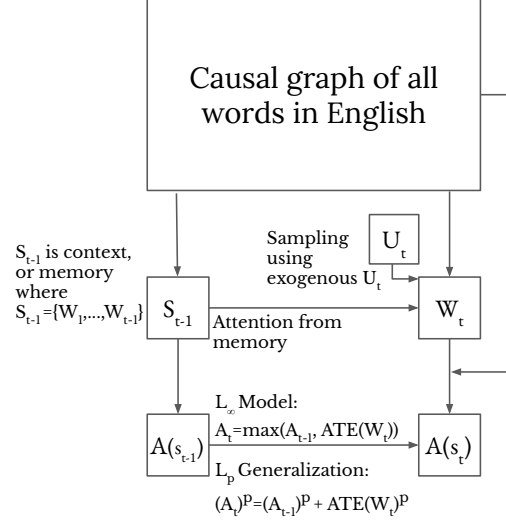 Causal graph of all
words in English
U_t
Sampling
using
exogenous U_t
S_{t-1} is context,
or memory
where
S_{t-1}={W_1,...,W_{t-1}}
S_{t-1}
W_t
Attention from
memory
L_∞ Model:
A_t=max(A_{t-1}, ATE(W_t))
A(s_{t-1})
A(s_t)
L_p Generalization:
(A_t)^p=(A_{t-1})^p + ATE(W_t)^p